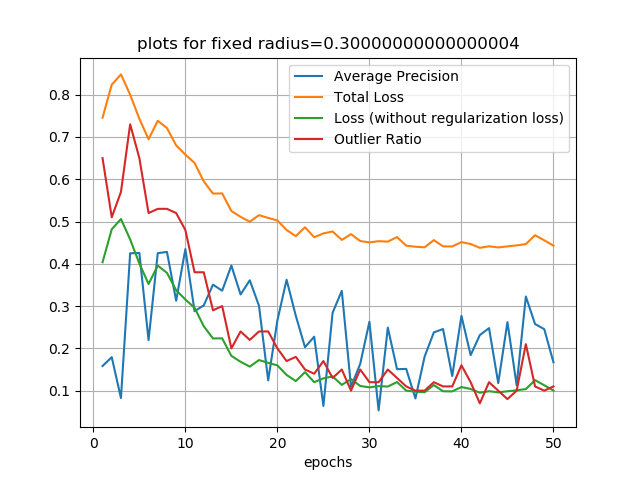 plots for fixed radius=0.30000000000000004
Average Precision
Total Loss
Loss (without regularization loss)
Outlier Ratio
0.8
0.7
0.6
0.5
0.4
0.3
0.2
0.1
0 10 20 30 40 50
epochs